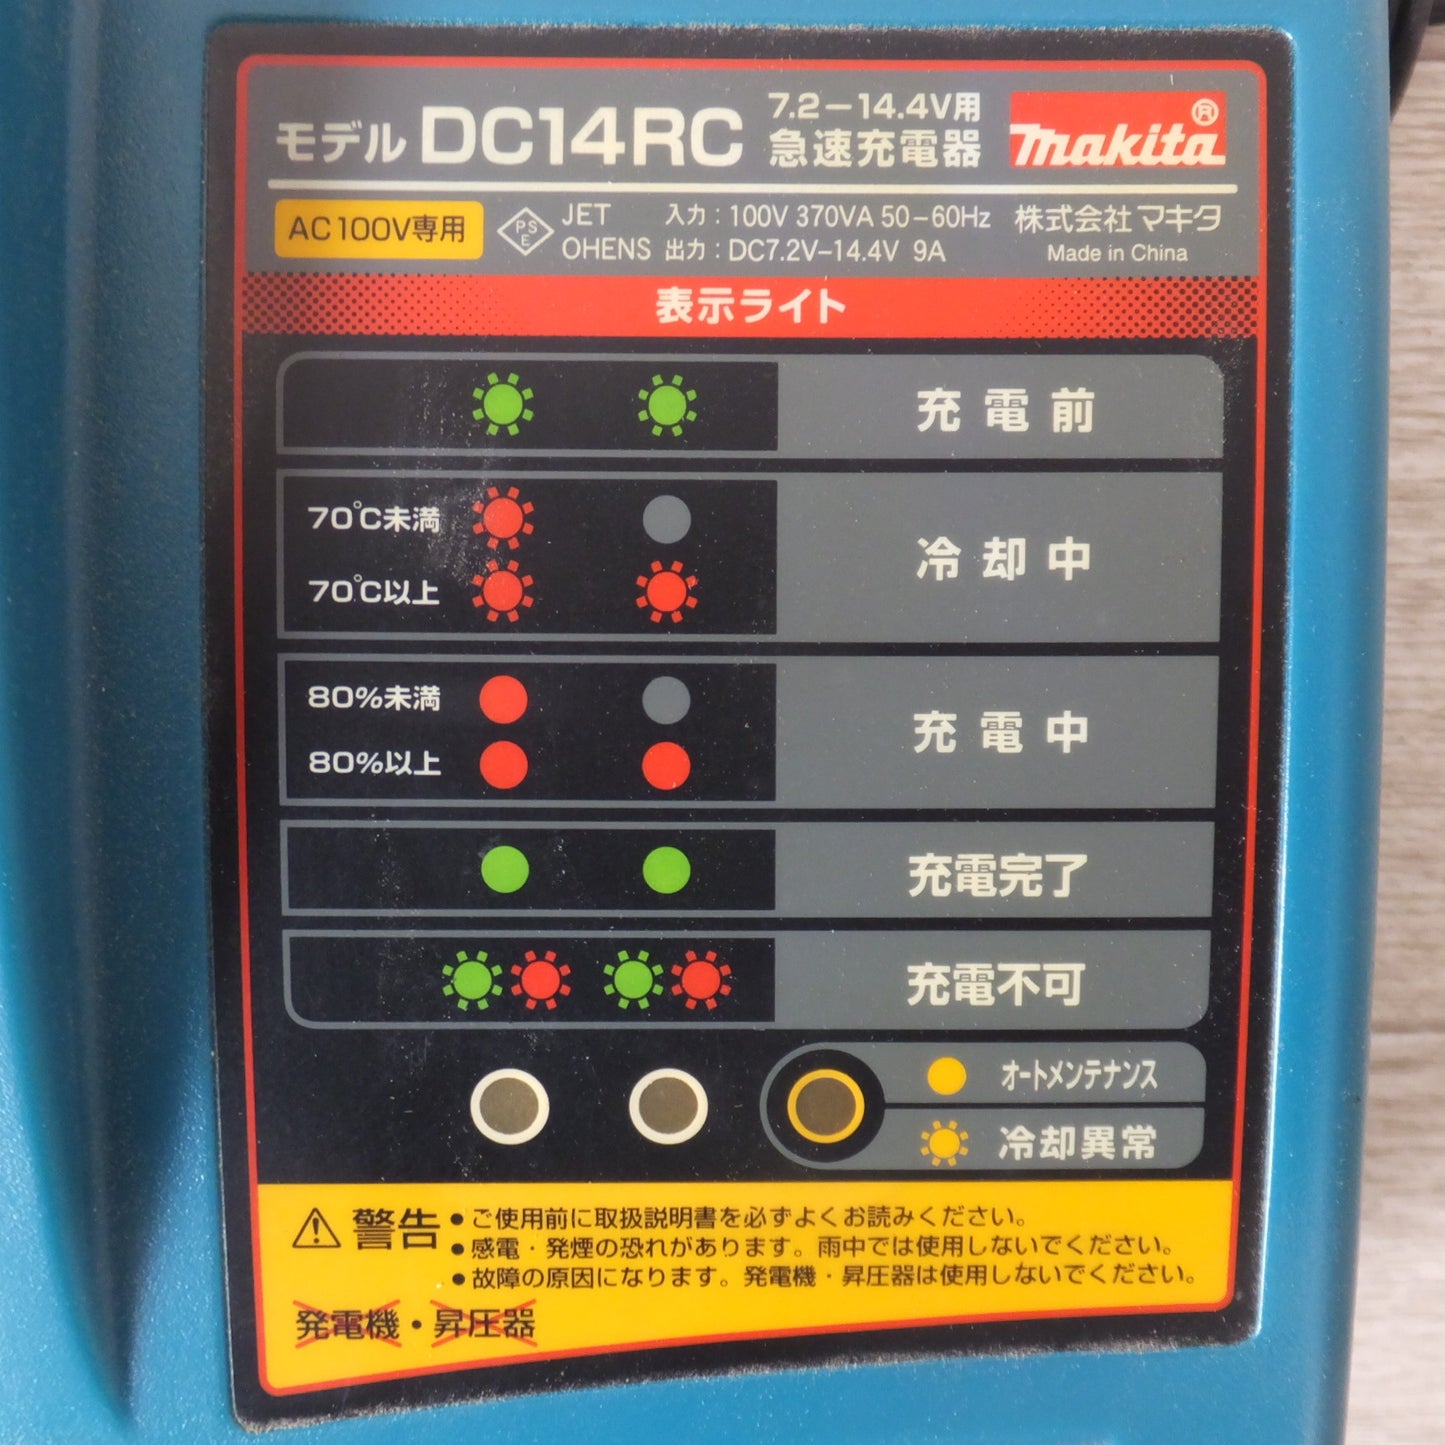 モデル DC14RC 7.2−14.4V用 急速充電器 makita®
AC100V専用 PSE JET 入力：100V 370VA 50−60Hz 株式会社マキタ
OHENS 出力：DC7.2V−14.4V 9A Made in China
表示ライト
充電前
70℃未満
70℃以上
冷却中
80%未満
80%以上
充電中
充電完了
充電不可
オートメンテナンス
冷却異常
⚠警告 ●ご使用前に取扱説明書を必ずよくお読みください。
●感電・発煙の恐れがあります。雨中では使用しないでください。
●故障の原因になります。発電機・昇圧器は使用しないでください。
発電機・昇圧器